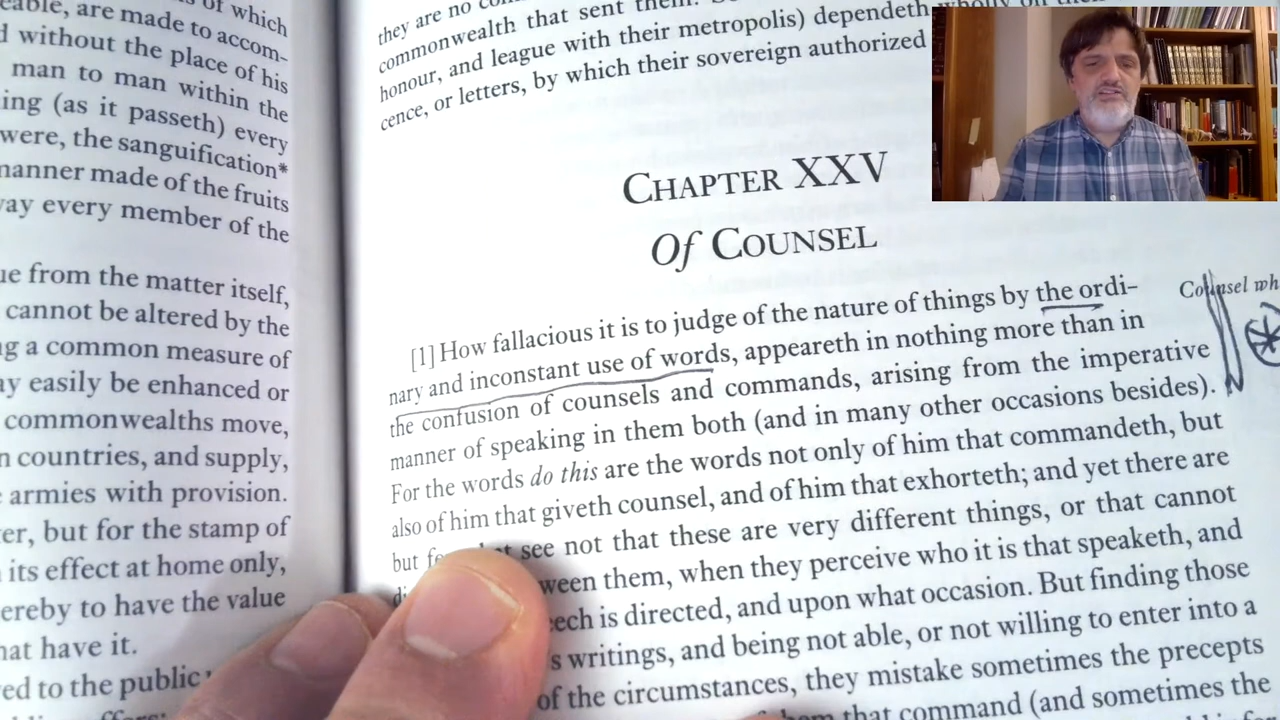 of which
are made to accom-
without the place of his
man to man within the
ing (as it passeth) every
were, the sanguification*
manner made of the fruits
way every member of the
from the matter itself,
cannot be altered by the
a common measure of
easily be enhanced or
commonwealths move,
countries, and supply,
armies with provision.
but for the stamp of
its effect at home only,
to have the value
have it.
to the public
they are no
commonwealth that sent them.
honour, and league with their metropolis) dependeth wholly on
cence, or letters, by which their sovereign authorized
CHAPTER XXV
Of COUNSEL
[1] How fallacious it is to judge of the nature of things by the ordi-
nary and inconstant use of words, appeareth in nothing more than in
the confusion of counsels and commands, arising from the imperative
manner of speaking in them both (and in many other occasions besides).
For the words do this are the words not only of him that commandeth, but
also of him that giveth counsel, and of him that exhorteth; and yet there are
but see not that these are very different things, or that cannot
them, when they perceive who it is that speaketh, and
is directed, and upon what occasion. But finding those
writings, and being not able, or not willing to enter into a
of the circumstances, they mistake sometimes the precepts
that command (and sometimes the
Counsel